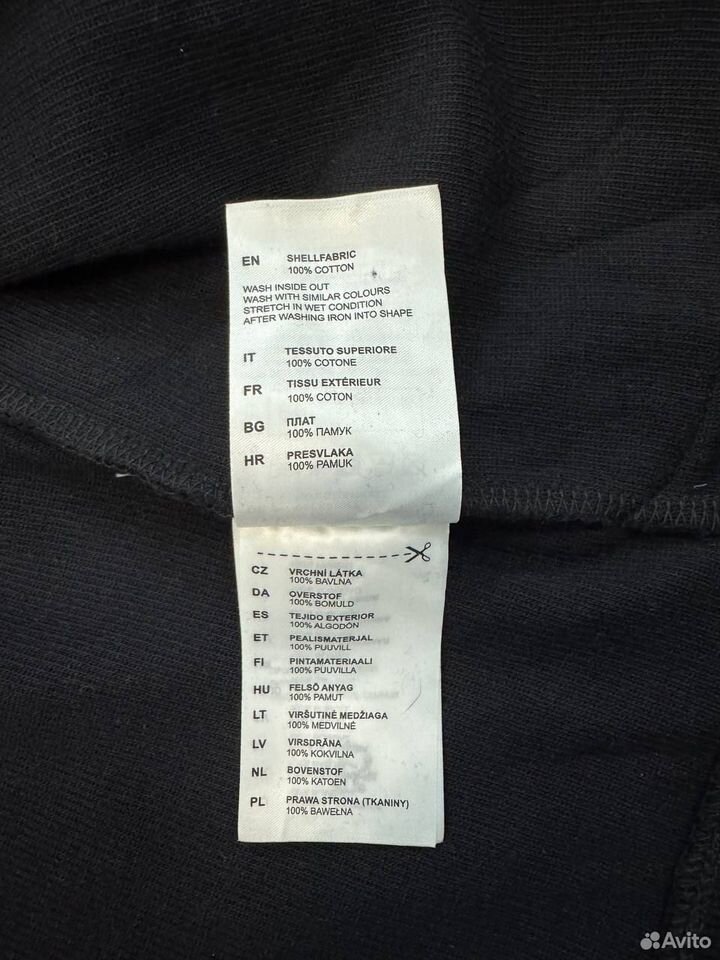 EN SHELLFABRIC
100% COTTON
WASH INSIDE OUT
WASH WITH SIMILAR COLOURS
STRETCH IN WET CONDITION
AFTER WASHING IRON INTO SHAPE
IT TESSUTO SUPERIORE
100% COTONE
FR TISSU EXTÉRIEUR
100% COTON
BG ПЛАТ
100% ПАМУК
HR PRESVLAKA
100% PAMUK
CZ VRCHNÍ LÁTKA
100% BAVLNA
DA OVERSTOF
100% BOMULD
ES TEJIDO EXTERIOR
100% ALGODÓN
ET PEALISMATERJAL
100% PUUVILL
FI PINTAMATERIAALI
100% PUUVILLA
HU FELSŐ ANYAG
100% PAMUT
LT VIRŠUTINĖ MEDŽIAGA
100% MEDVILNĖ
LV VIRSDRĀNA
100% KOKVILNA
NL BOVENSTOF
100% KATOEN
PL PRAWA STRONA (TKANINY)
100% BAWEŁNA
Avito